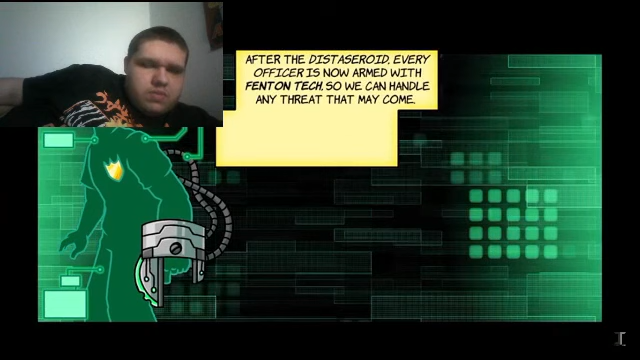 AFTER THE DISTASEROID, EVERY
OFFICER IS NOW ARMED WITH
FENTON TECH, SO WE CAN HANDLE
ANY THREAT THAT MAY COME.